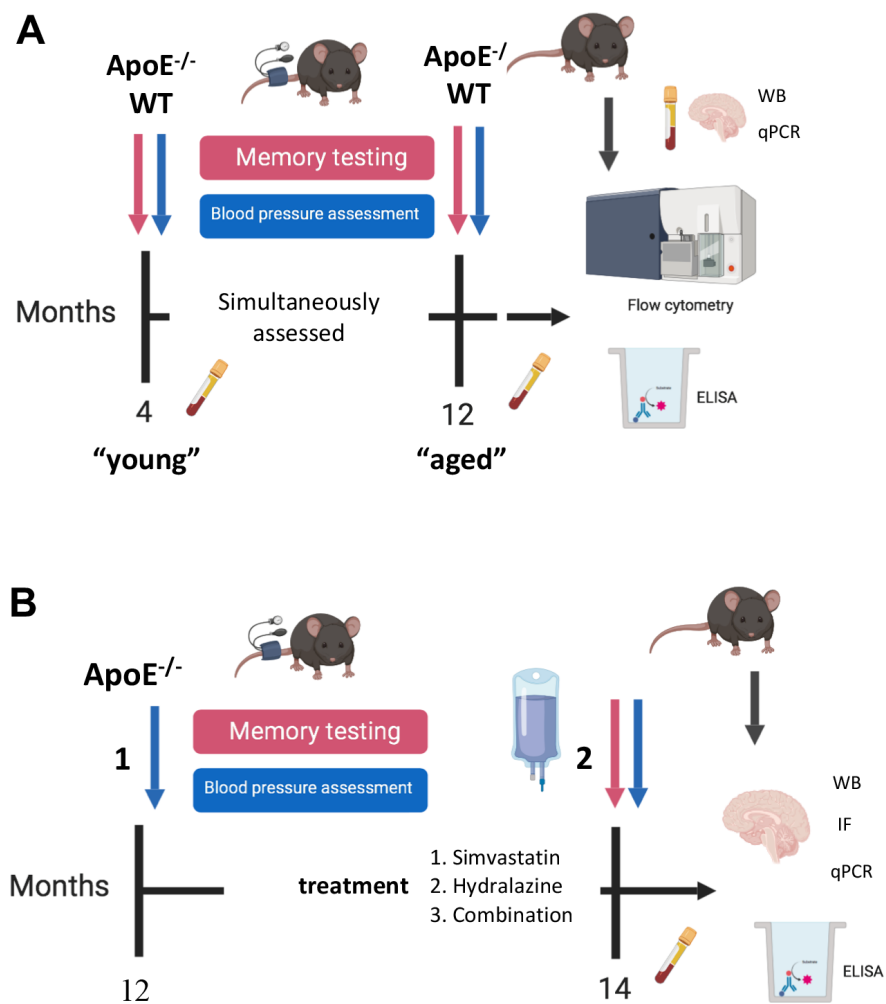 A
ApoE-/-
WT
ApoE-/
WT
WB
qPCR
Memory testing
Blood pressure assessment
Flow cytometry
Months
Simultaneously
assessed
ELISA
4
12
“young”
“aged”
B
ApoE-/-
Memory testing
1
2
Blood pressure assessment
WB
IF
qPCR
1. Simvastatin
Months
treatment
2. Hydralazine
3. Combination
ELISA
12
14